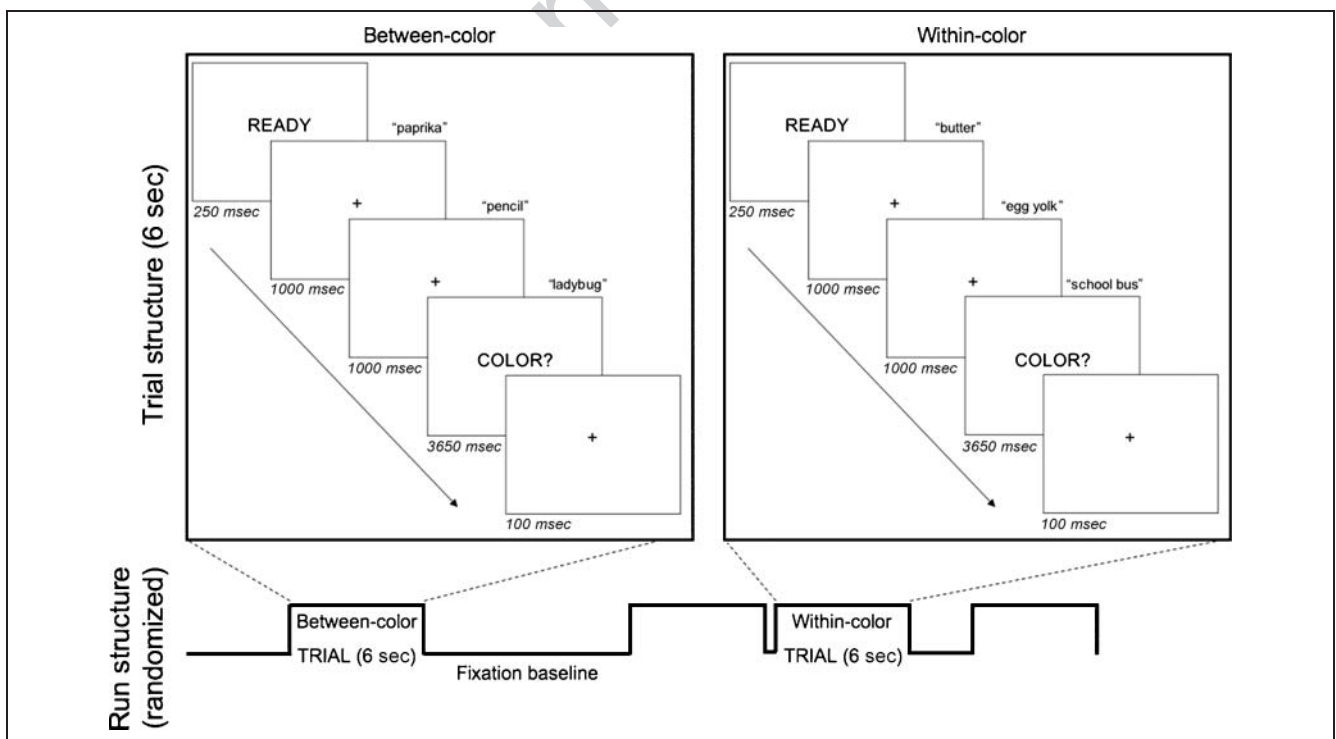 Between-color
Within-color
Trial structure (6 sec)
READY
"paprika"
250 msec
+
"pencil"
1000 msec
+
"ladybug"
1000 msec
COLOR?
3650 msec
+
100 msec
READY
"butter"
250 msec
+
"egg yolk"
1000 msec
+
"school bus"
1000 msec
COLOR?
3650 msec
+
100 msec
Run structure
(randomized)
Between-color
TRIAL (6 sec)
Fixation baseline
Within-color
TRIAL (6 sec)